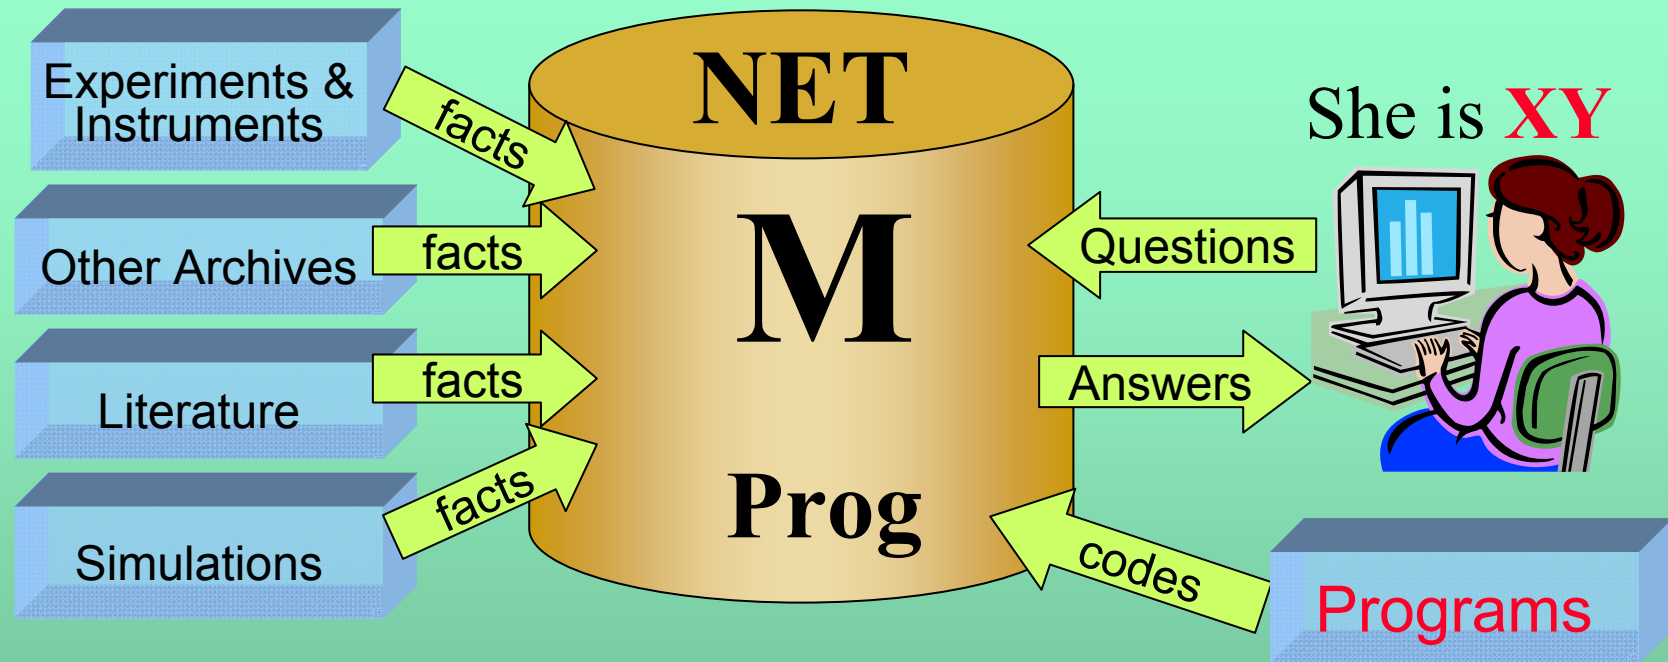 Experiments &
Instruments
facts
Other Archives
facts
Literature
facts
Simulations
facts
NET
M
Prog
She is XY
Questions
Answers
codes
Programs